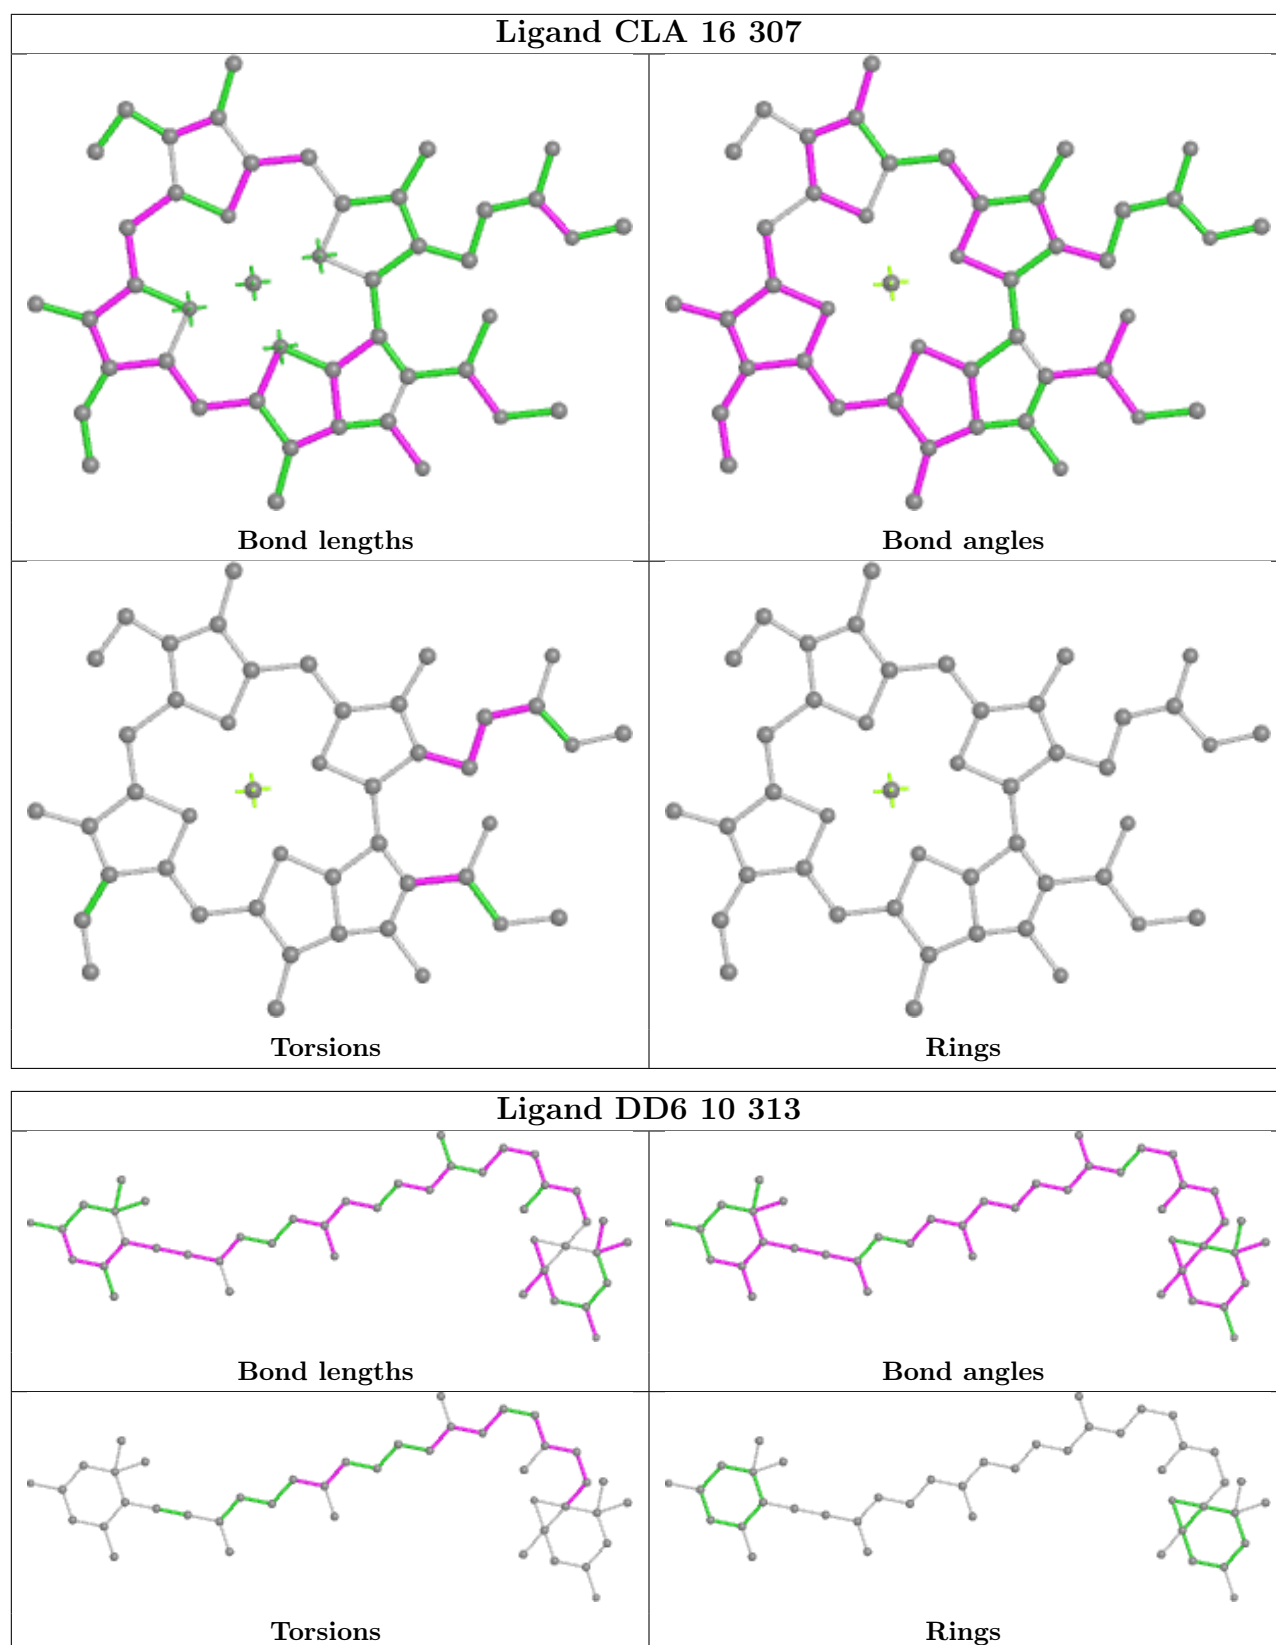 Ligand CLA 16 307
Bond lengths
Bond angles
Torsions
Rings
Ligand DD6 10 313
Bond lengths
Bond angles
Torsions
Rings